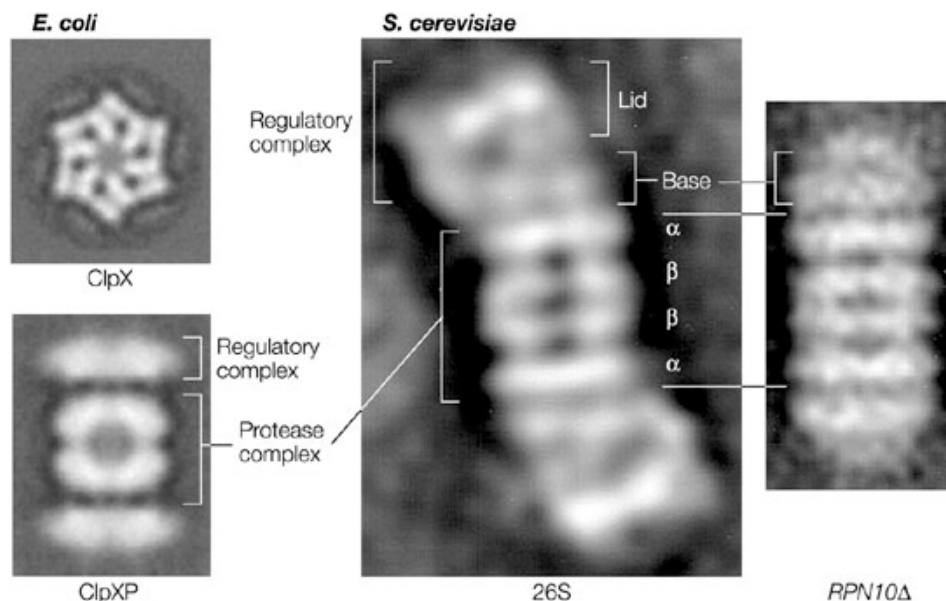 E. coli
S. cerevisiae
Regulatory
complex
Lid
Base
α
β
β
α
ClpX
Regulatory
complex
Protease
complex
ClpXP
26S
RPN10Δ